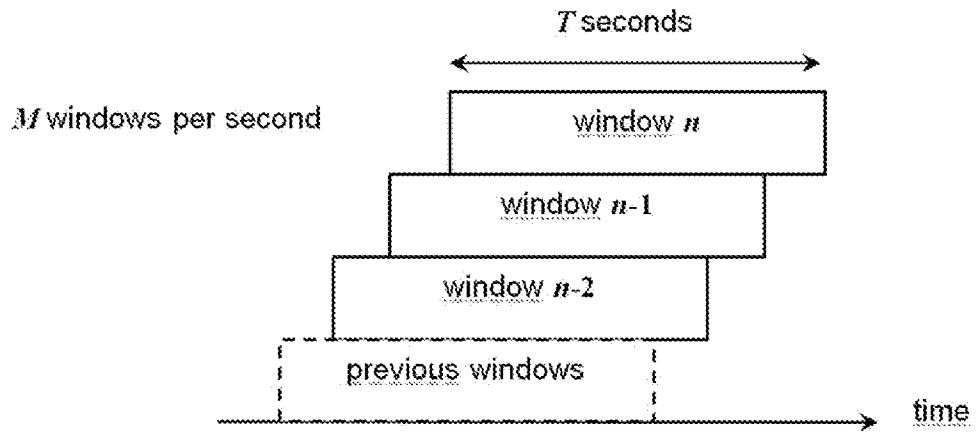 T seconds
M windows per second
window n
window n-1
window n-2
previous windows
time